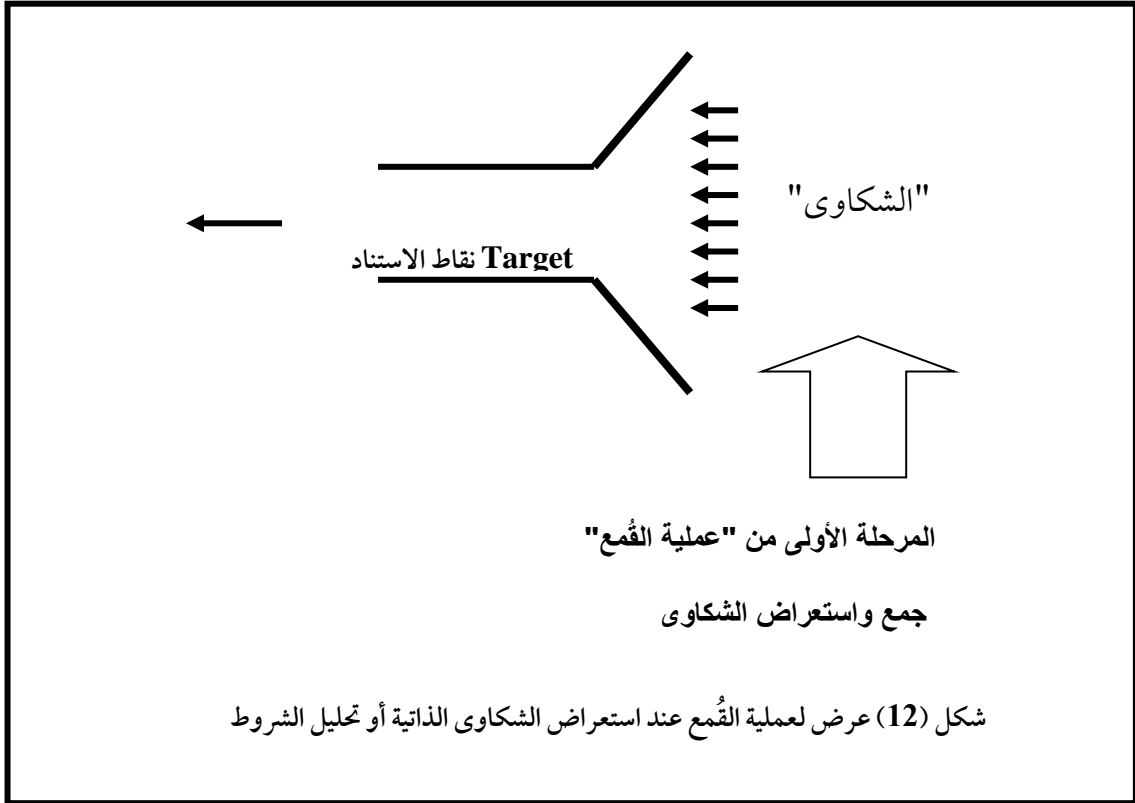 "الشكاوى"
نقاط الاستناد Target
المرحلة الأولى من "عملية القُمع"
جمع واستعراض الشكاوى
شكل (12) عرض لعملية القُمع عند استعراض الشكاوى الذاتية أو تحليل الشروط